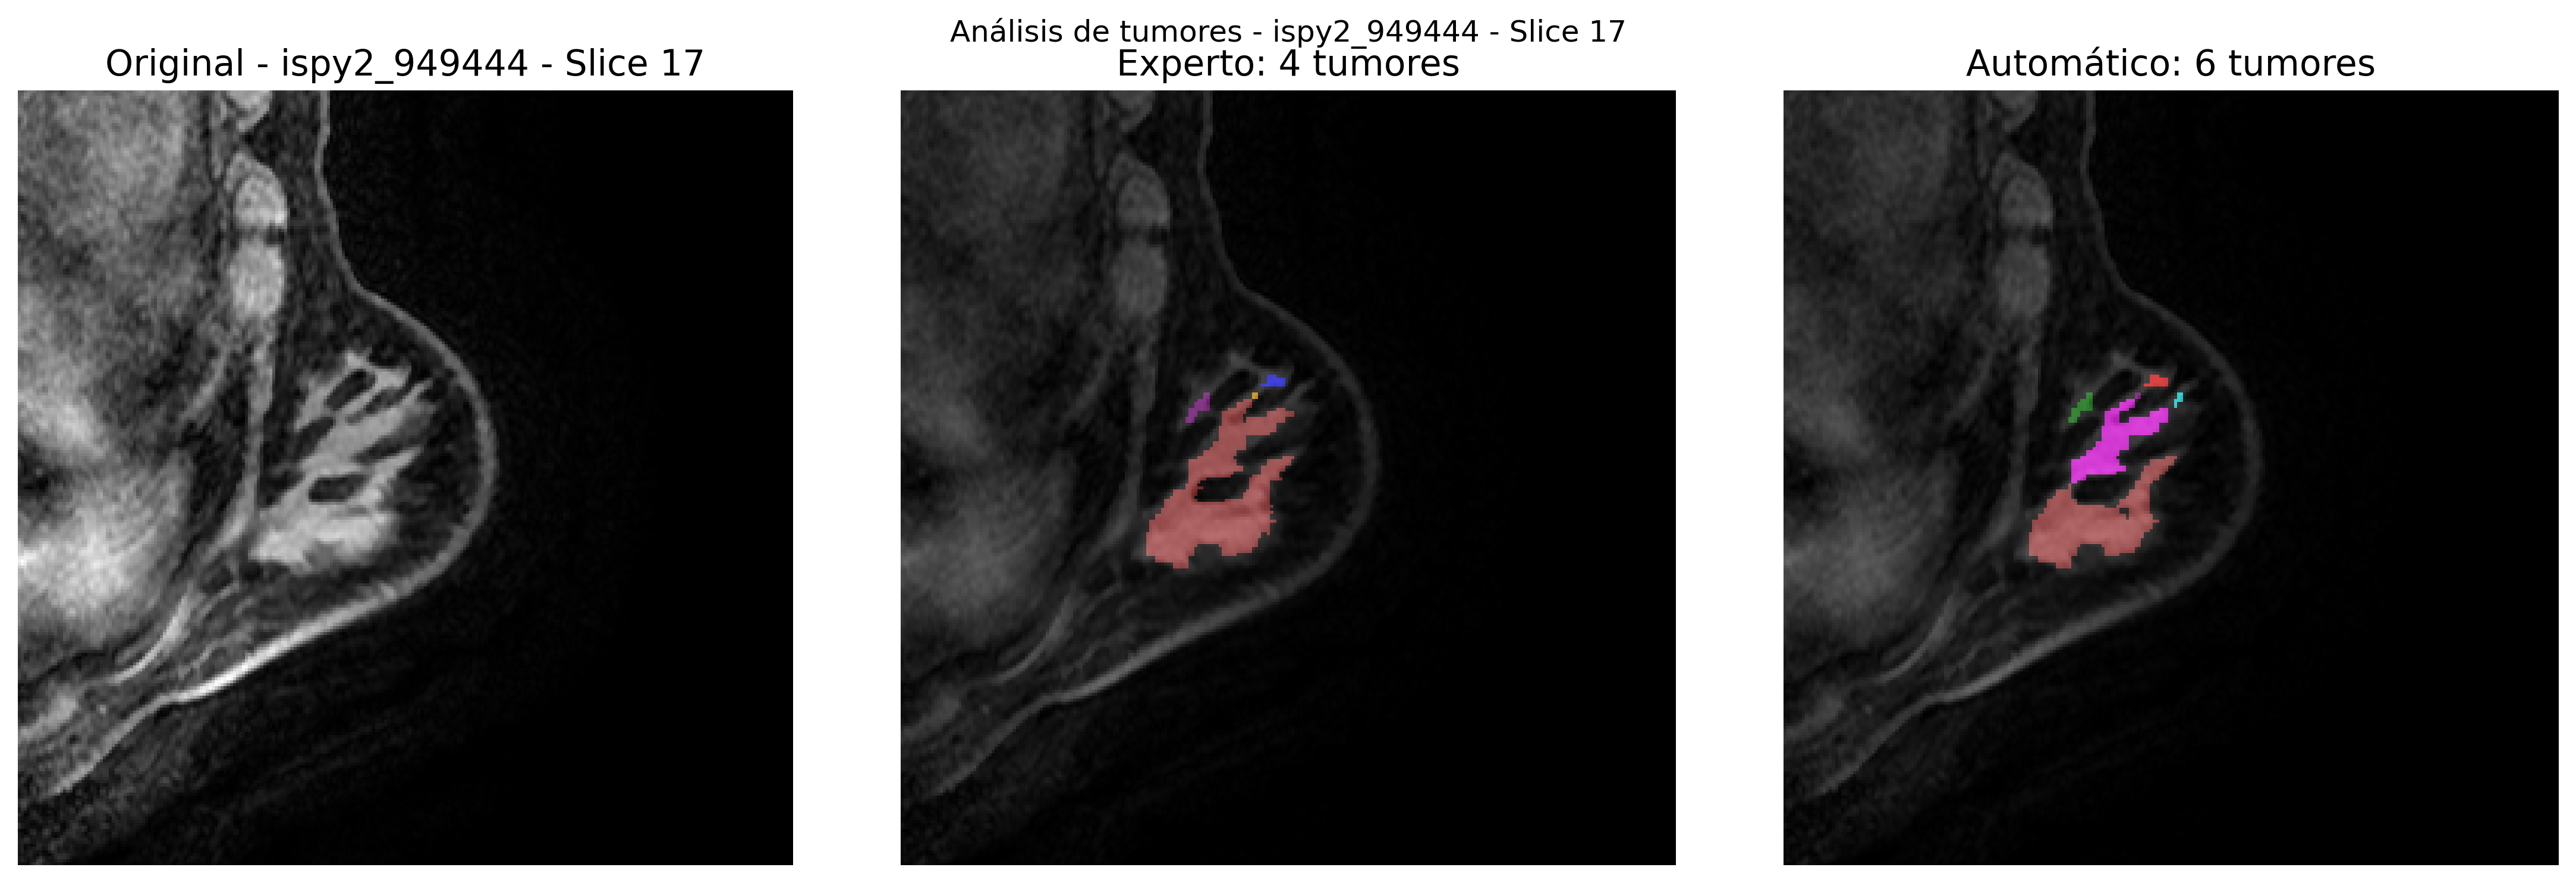 Análisis de tumores - ispy2_949444 - Slice 17
Original - ispy2_949444 - Slice 17
Experto: 4 tumores
Automático: 6 tumores